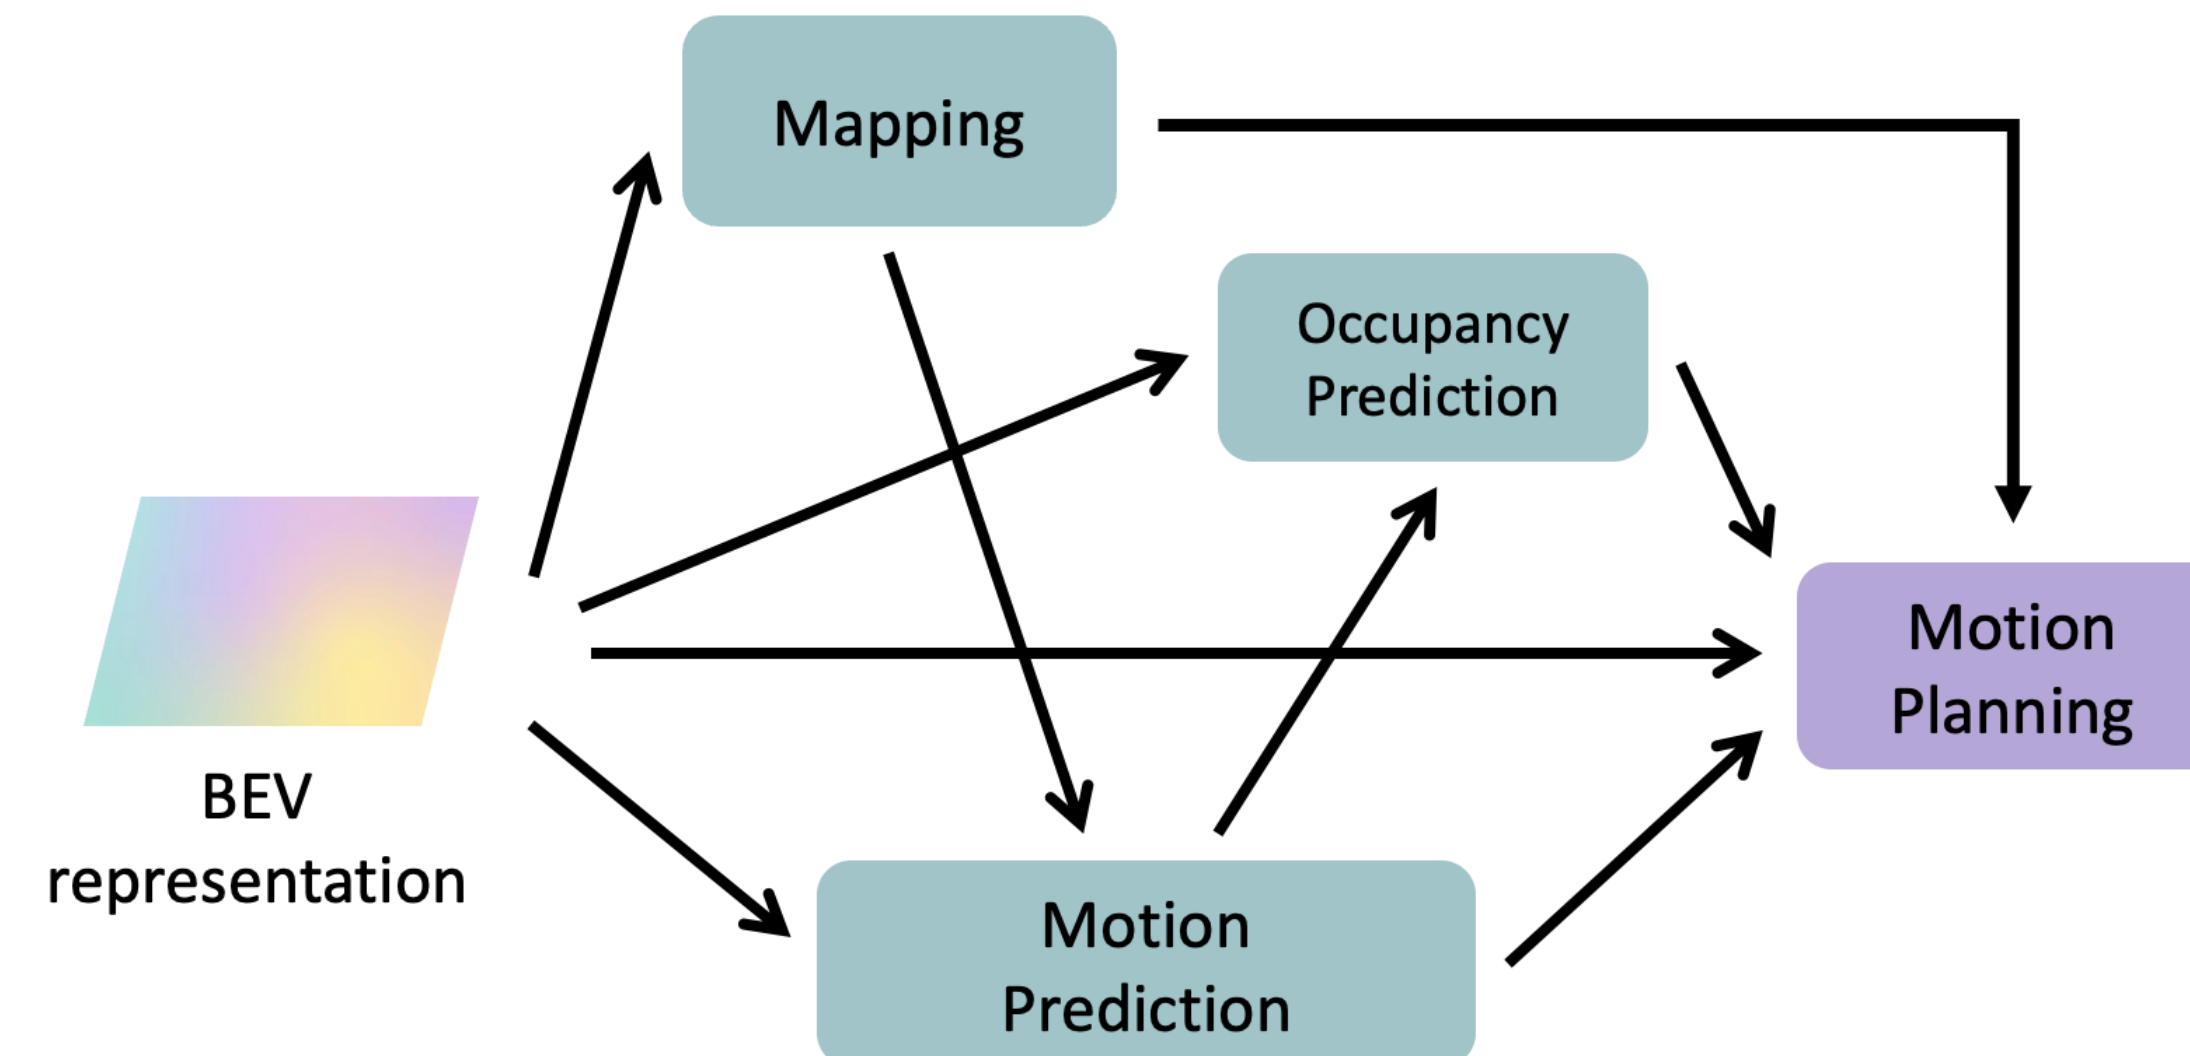 Mapping
Occupancy
Prediction
Motion
Planning
BEV
representation
Motion
Prediction